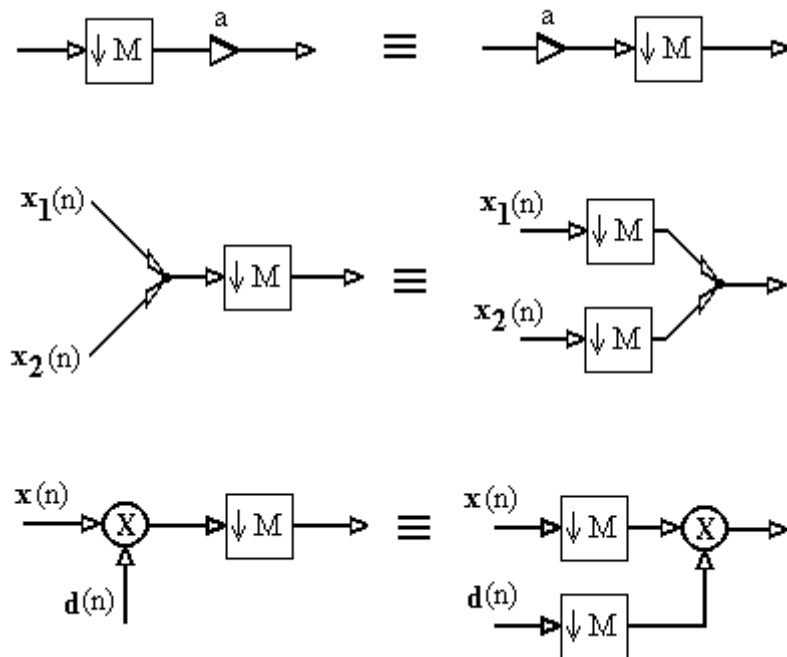 a
↓ M
≡
a
↓ M
x1(n)
x2(n)
↓ M
≡
x1(n)
↓ M
x2(n)
↓ M
x(n)
X
d(n)
↓ M
≡
x(n)
↓ M
X
d(n)
↓ M